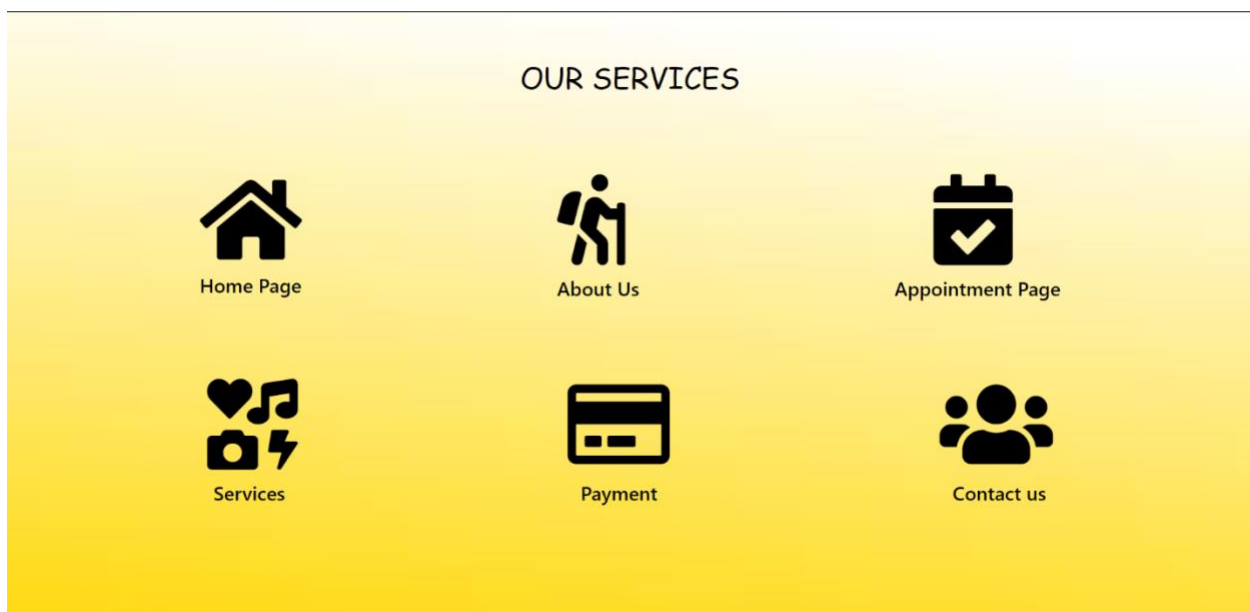 OUR SERVICES
Home Page
About Us
Appointment Page
Services
Payment
Contact us